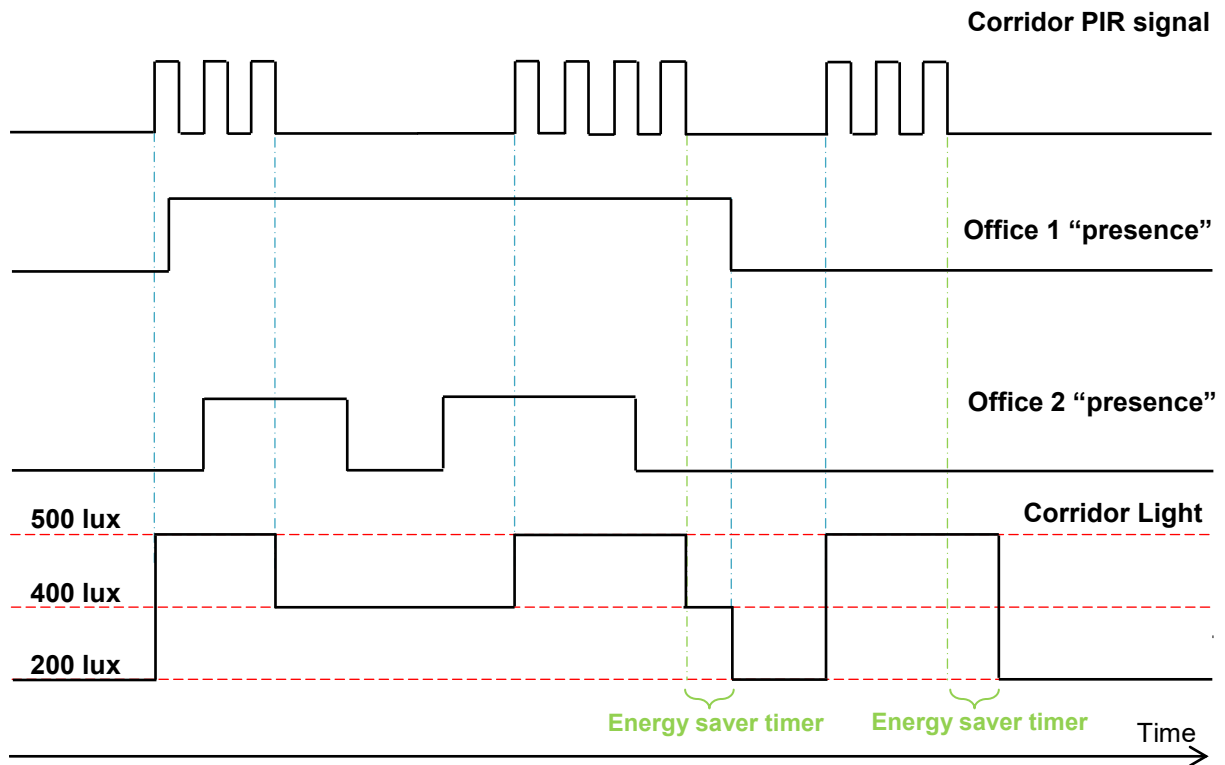 Corridor PIR signal
Office 1 “presence”
Office 2 “presence”
500 lux
Corridor Light
400 lux
200 lux
Energy saver timer
Energy saver timer
Time